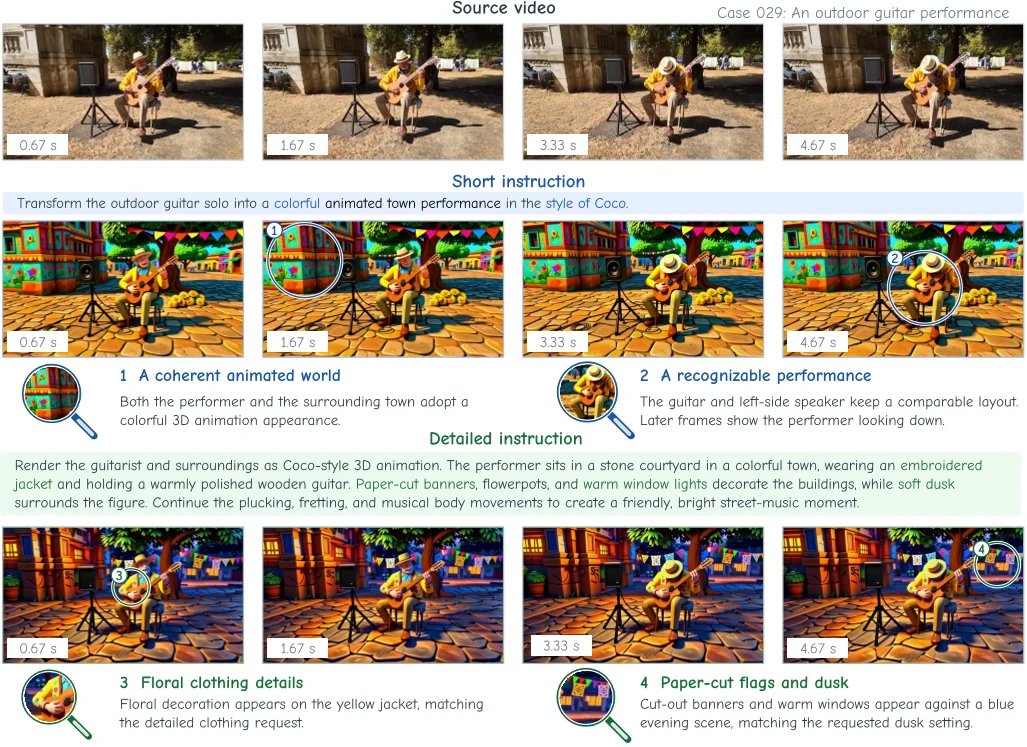 Source video
Case 029: An outdoor guitar performance
0.67 s
1.67 s
3.33 s
4.67 s
Short instruction
Transform the outdoor guitar solo into a colorful animated town performance in the style of Coco.
1
2
0.67 s
1.67 s
3.33 s
4.67 s
1 A coherent animated world
Both the performer and the surrounding town adopt a
colorful 3D animation appearance.
2 A recognizable performance
The guitar and left-side speaker keep a comparable layout.
Later frames show the performer looking down.
Detailed instruction
Render the guitarist and surroundings as Coco-style 3D animation. The performer sits in a stone courtyard in a colorful town, wearing an embroidered
jacket and holding a warmly polished wooden guitar. Paper-cut banners, flowerpots, and warm window lights decorate the buildings, while soft dusk
surrounds the figure. Continue the plucking, fretting, and musical body movements to create a friendly, bright street-music moment.
3
4
0.67 s
1.67 s
3.33 s
4.67 s
3 Floral clothing details
Floral decoration appears on the yellow jacket, matching
the detailed clothing request.
4 Paper-cut flags and dusk
Cut-out banners and warm windows appear against a blue
evening scene, matching the requested dusk setting.